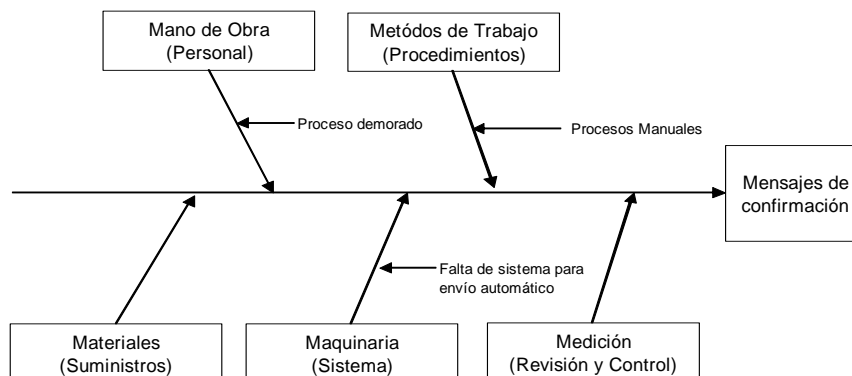 Mano de Obra
(Personal)
Metódos de Trabajo
(Procedimientos)
Proceso demorado
Procesos Manuales
Mensajes de
confirmación
Falta de sistema para
envío automático
Materiales
(Suministros)
Maquinaria
(Sistema)
Medición
(Revisión y Control)